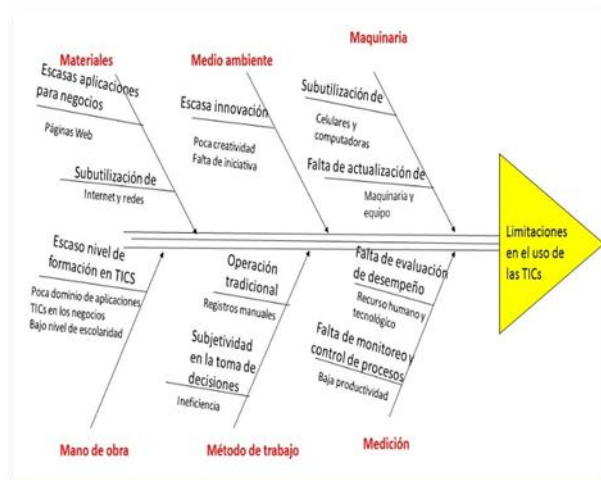 Materiales
Escasas aplicaciones
para negocios
Páginas Web
Subutilización de
Internet y redes
Medio ambiente
Escasa innovación
Poca creatividad
Falta de iniciativa
Maquinaria
Subutilización de
Celulares y
computadoras
Falta de actualización de
Maquinaria y
equipo
Limitaciones
en el uso de
las TICs
Escaso nivel de
formación en TICS
Poca dominio de aplicaciones
TICs en los negocios
Bajo nivel de escolaridad
Mano de obra
Operación
tradicional
Registros manuales
Subjetividad
en la toma de
decisiones
Ineficiencia
Método de trabajo
Falta de evaluación
de desempeño
Recurso humano y
tecnológico
Falta de monitoreo y
control de procesos
Baja productividad
Medición